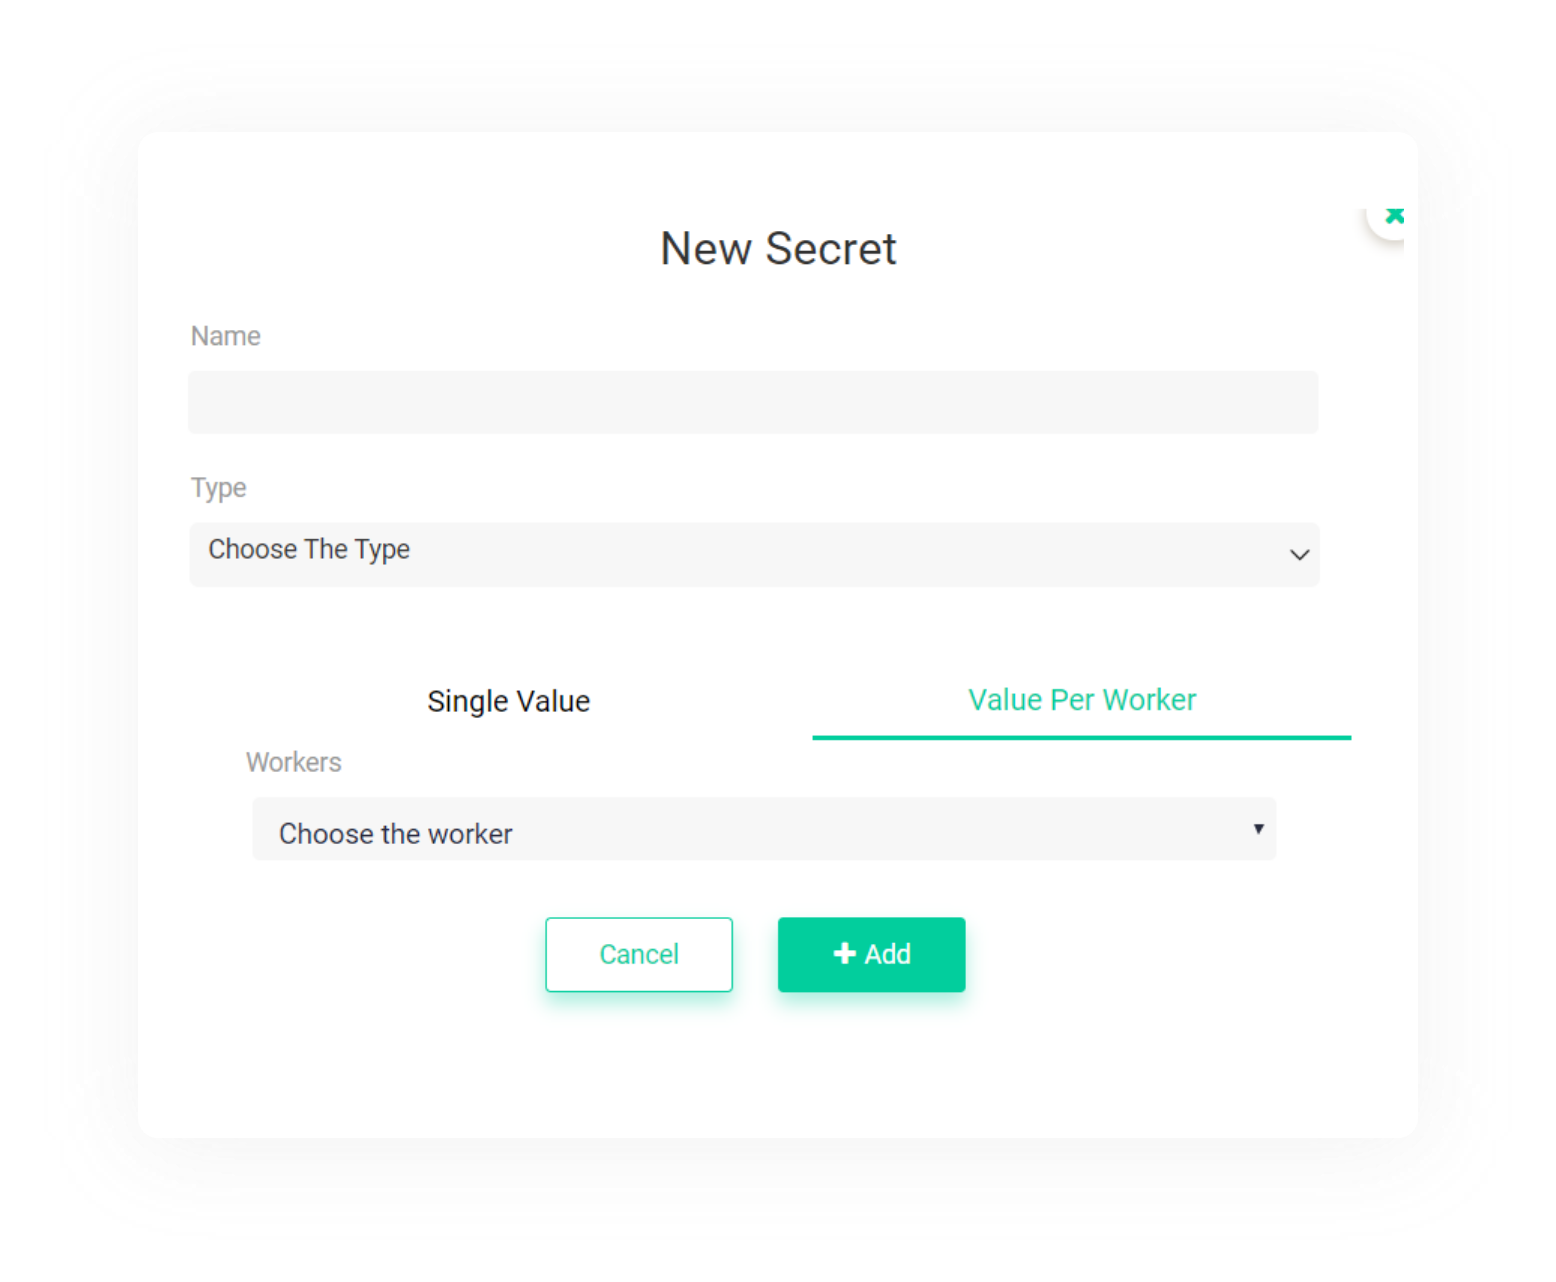 New Secret
Name
Type
Choose The Type
Single Value
Value Per Worker
Workers
Choose the worker
Cancel
Add